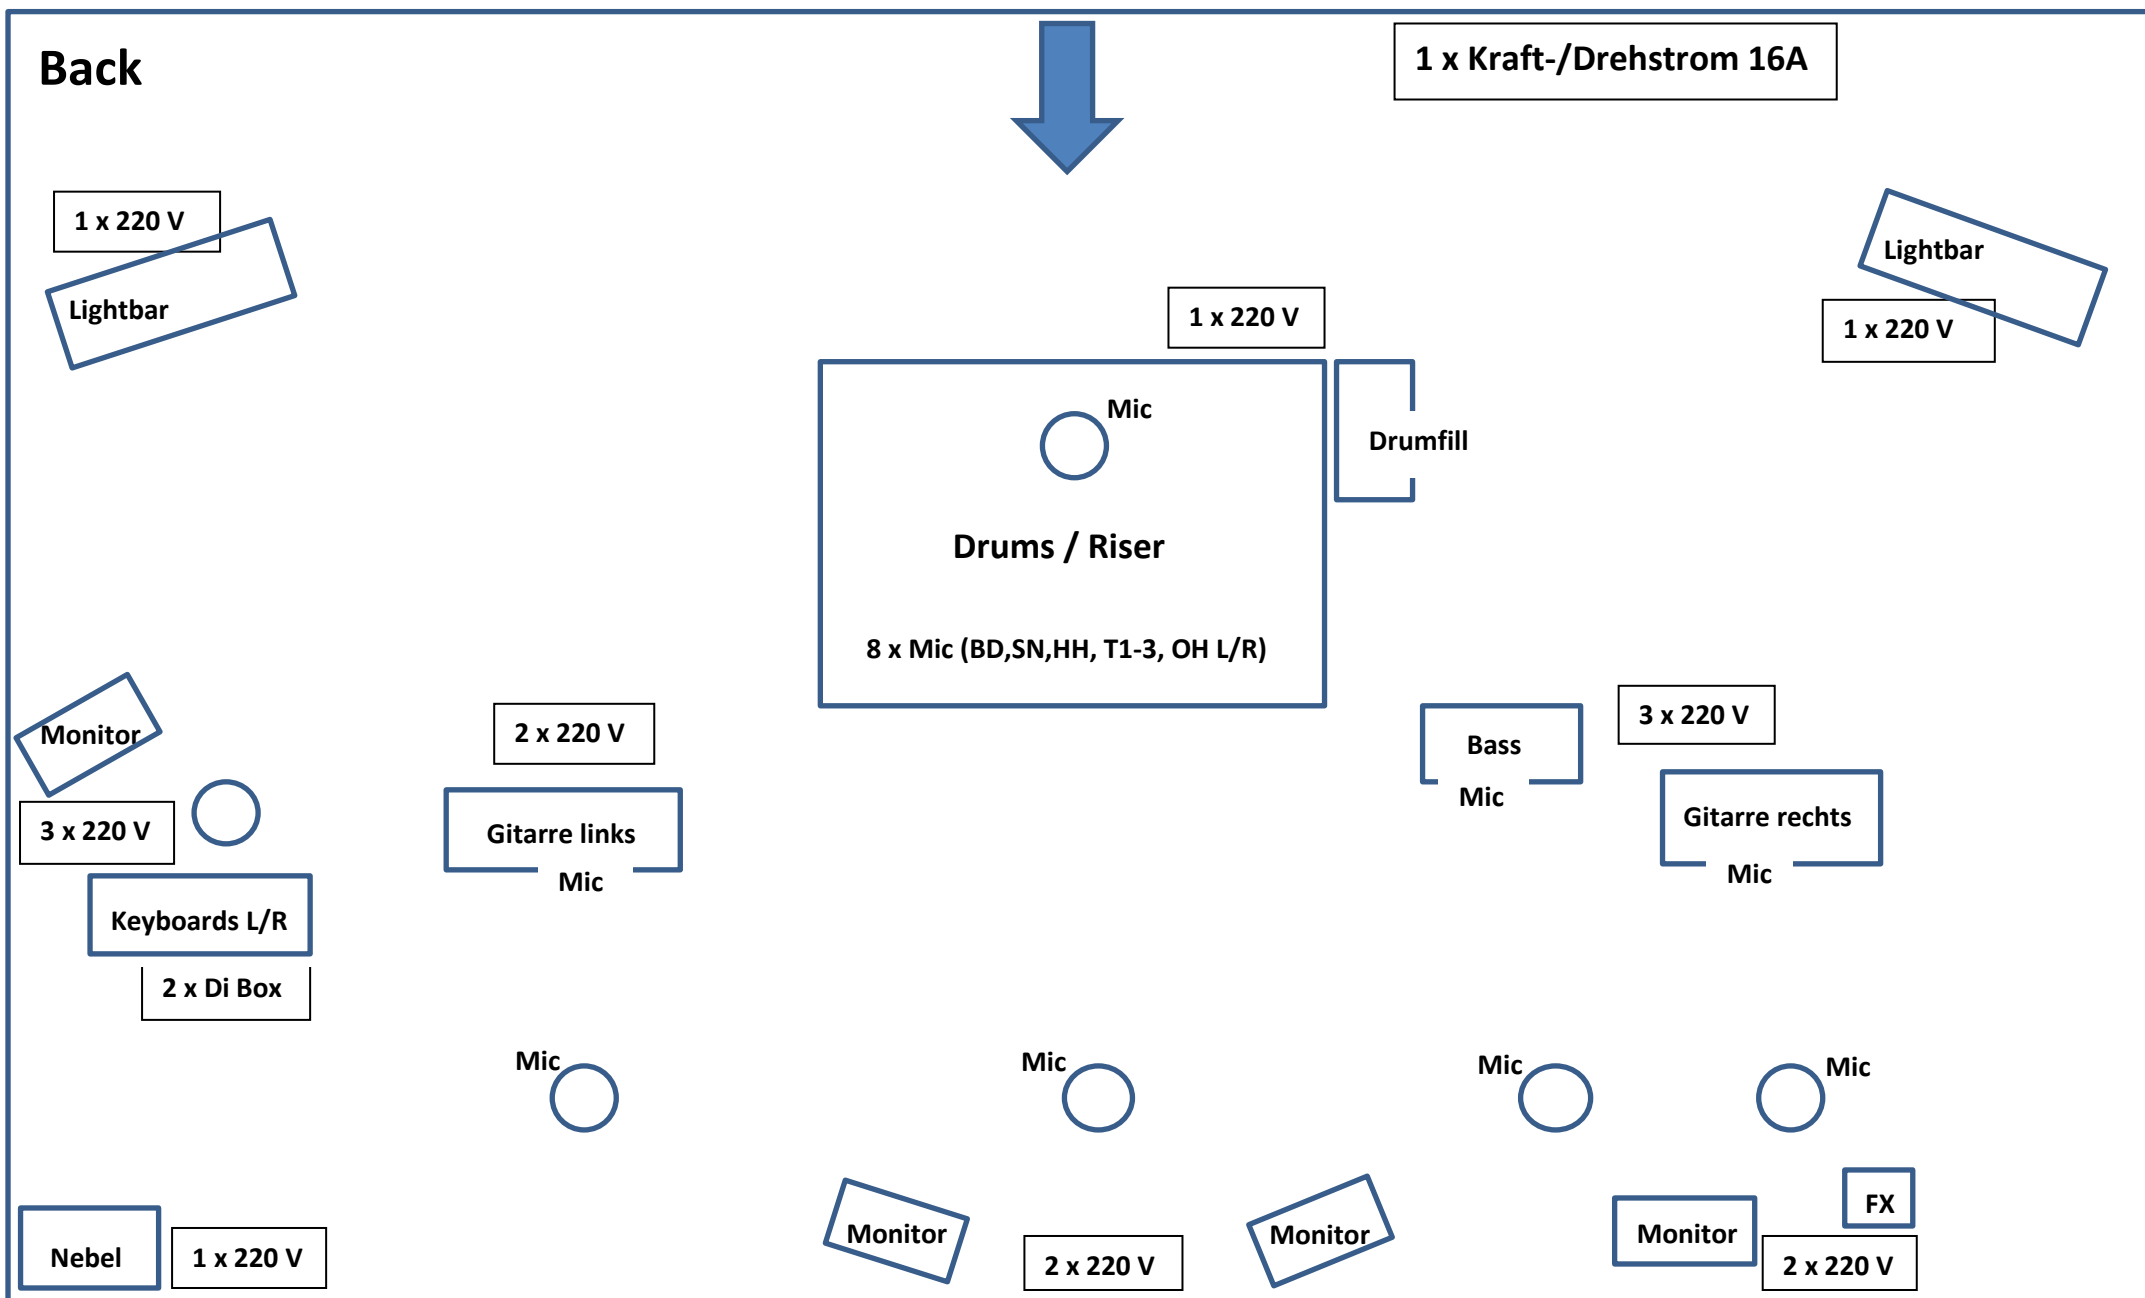 Back
1 x Kraft-/Drehstrom 16A
1 x 220 V
Lightbar
Lightbar
1 x 220 V
1 x 220 V
Mic
Drumfill
Drums / Riser
8 x Mic (BD,SN,HH, T1-3, OH L/R)
Monitor
2 x 220 V
3 x 220 V
Bass
Mic
3 x 220 V
Gitarre links
Mic
Gitarre rechts
Mic
Keyboards L/R
2 x Di Box
Mic
Mic
Mic
Mic
Nebel
1 x 220 V
Monitor
2 x 220 V
Monitor
Monitor
FX
2 x 220 V